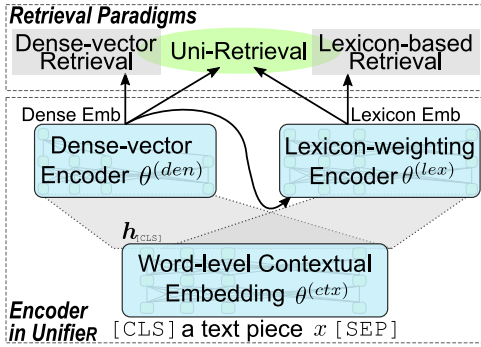 Retrieval Paradigms
Dense-vector
Retrieval
Uni-Retrieval
Lexicon-based
Retrieval
Dense Emb
Lexicon Emb
Dense-vector
Encoder θ^(den)
Lexicon-weighting
Encoder θ^(lex)
h_[CLS]
Word-level Contextual
Embedding θ^(ctx)
Encoder
in UnifieR
[CLS] a text piece x [SEP]